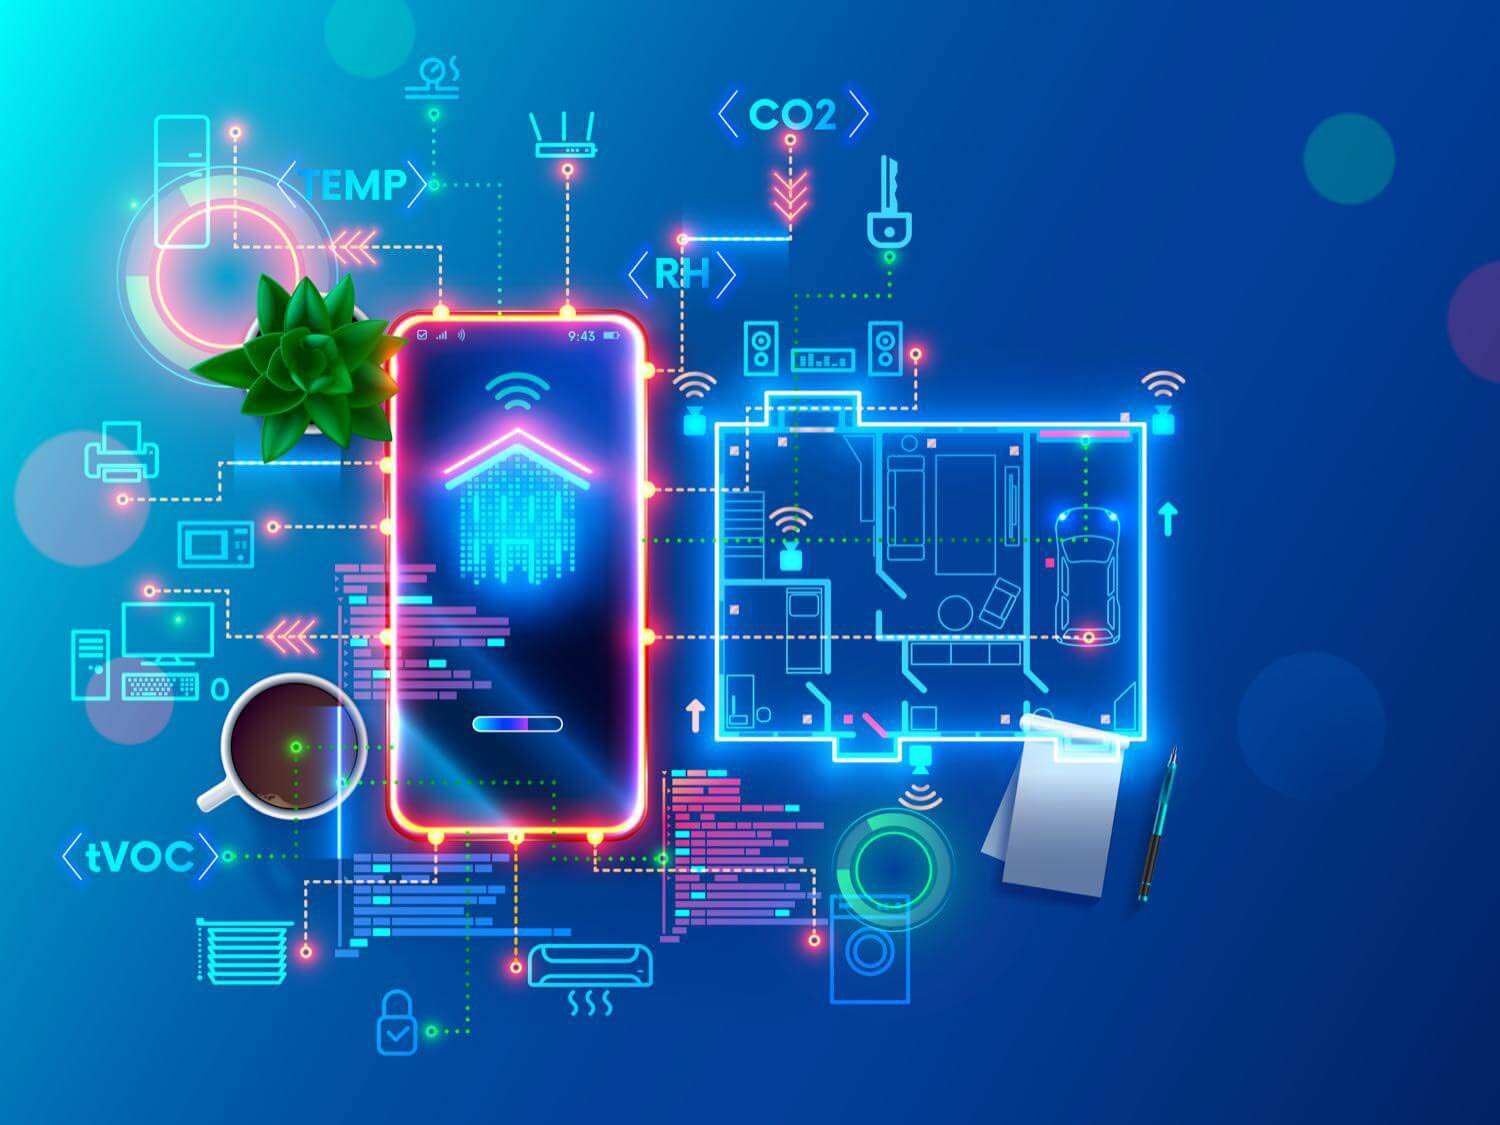 <CO2>
<TEMP>
<RH>
9:43
<tVOC>